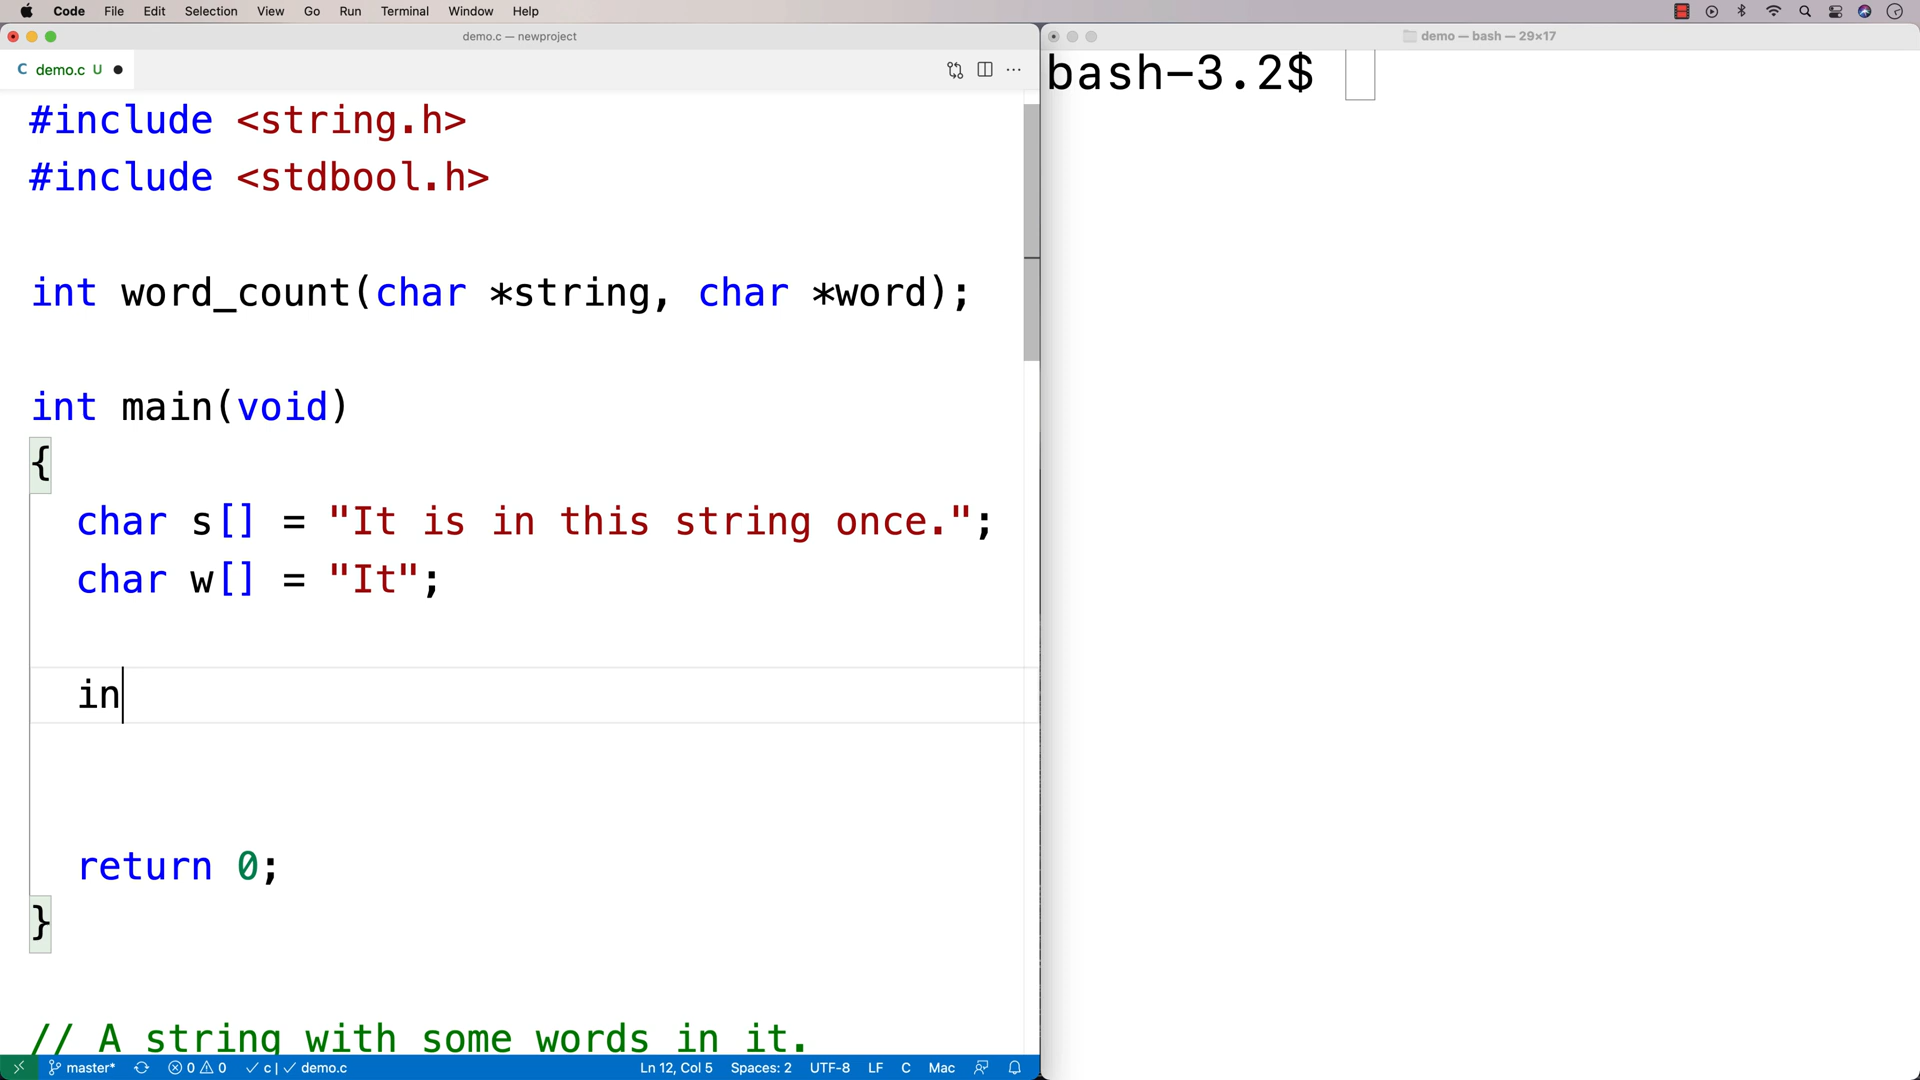 Code File Edit Selection View Go Run Terminal Window Help
demo.c — newproject
C demo.c U
#include <string.h>
#include <stdbool.h>
int word_count(char *string, char *word);
int main(void)
{
char s[] = "It is in this string once.";
char w[] = "It";
in
return 0;
}
// A string with some words in it.
master* 0 0 c | demo.c Ln 12, Col 5 Spaces: 2 UTF-8 LF C Mac
demo — bash — 29×17
bash-3.2$